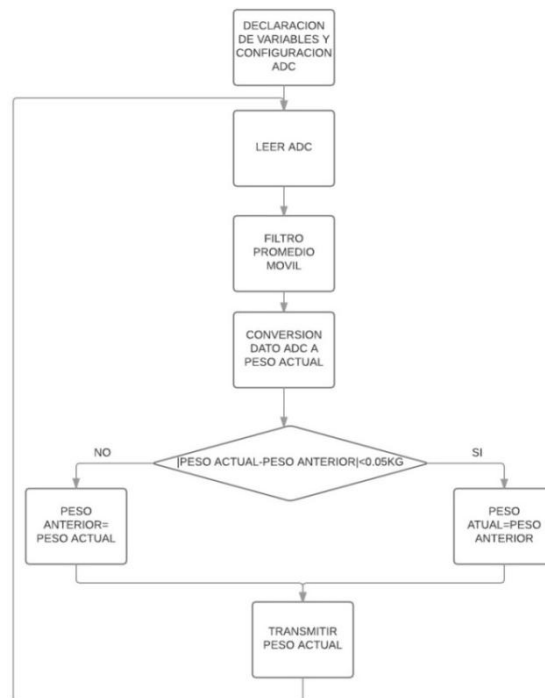 DECLARACION
DE VARIABLES Y
CONFIGURACION
ADC
LEER ADC
FILTRO
PROMEDIO
MOVIL
CONVERSION
DATO ADC A
PESO ACTUAL
|PESO ACTUAL-PESO ANTERIOR|<0.05KG
NO
SI
PESO
ANTERIOR=
PESO ACTUAL
PESO
ATUAL=PESO
ANTERIOR
TRANSMITIR
PESO ACTUAL